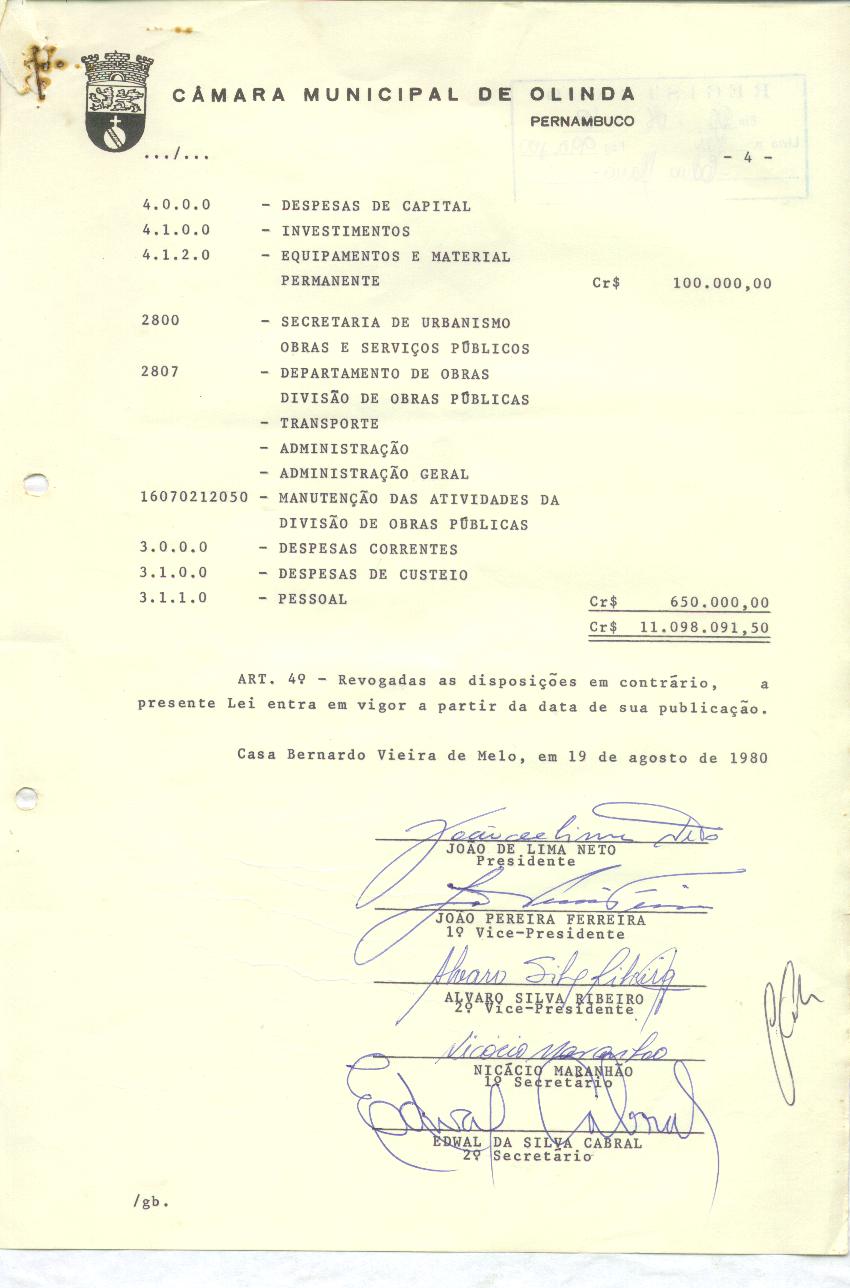 CÂMARA MUNICIPAL DE OLINDA
PERNAMBUCO
.../...
- 4 -
4.0.0.0 - DESPESAS DE CAPITAL
4.1.0.0 - INVESTIMENTOS
4.1.2.0 - EQUIPAMENTOS E MATERIAL
PERMANENTE Cr$ 100.000,00
2800 - SECRETARIA DE URBANISMO
OBRAS E SERVIÇOS PÚBLICOS
2807 - DEPARTAMENTO DE OBRAS
DIVISÃO DE OBRAS PÚBLICAS
- TRANSPORTE
- ADMINISTRAÇÃO
- ADMINISTRAÇÃO GERAL
16070212050 - MANUTENÇÃO DAS ATIVIDADES DA
DIVISÃO DE OBRAS PÚBLICAS
3.0.0.0 - DESPESAS CORRENTES
3.1.0.0 - DESPESAS DE CUSTEIO
3.1.1.0 - PESSOAL Cr$ 650.000,00
Cr$ 11.098.091,50
ART. 4º - Revogadas as disposições em contrário, a
presente Lei entra em vigor a partir da data de sua publicação.
Casa Bernardo Vieira de Melo, em 19 de agosto de 1980
João de Lima Neto
JOÃO DE LIMA NETO
Presidente
JOÃO PEREIRA FERREIRA
1º Vice-Presidente
Alvaro Silva Ribeiro
ALVARO SILVA RIBEIRO
2º Vice-Presidente
Nicácio Maranhão
NICÁCIO MARANHÃO
1º Secretário
Edwal Cabral
EDWAL DA SILVA CABRAL
2º Secretário
/gb.